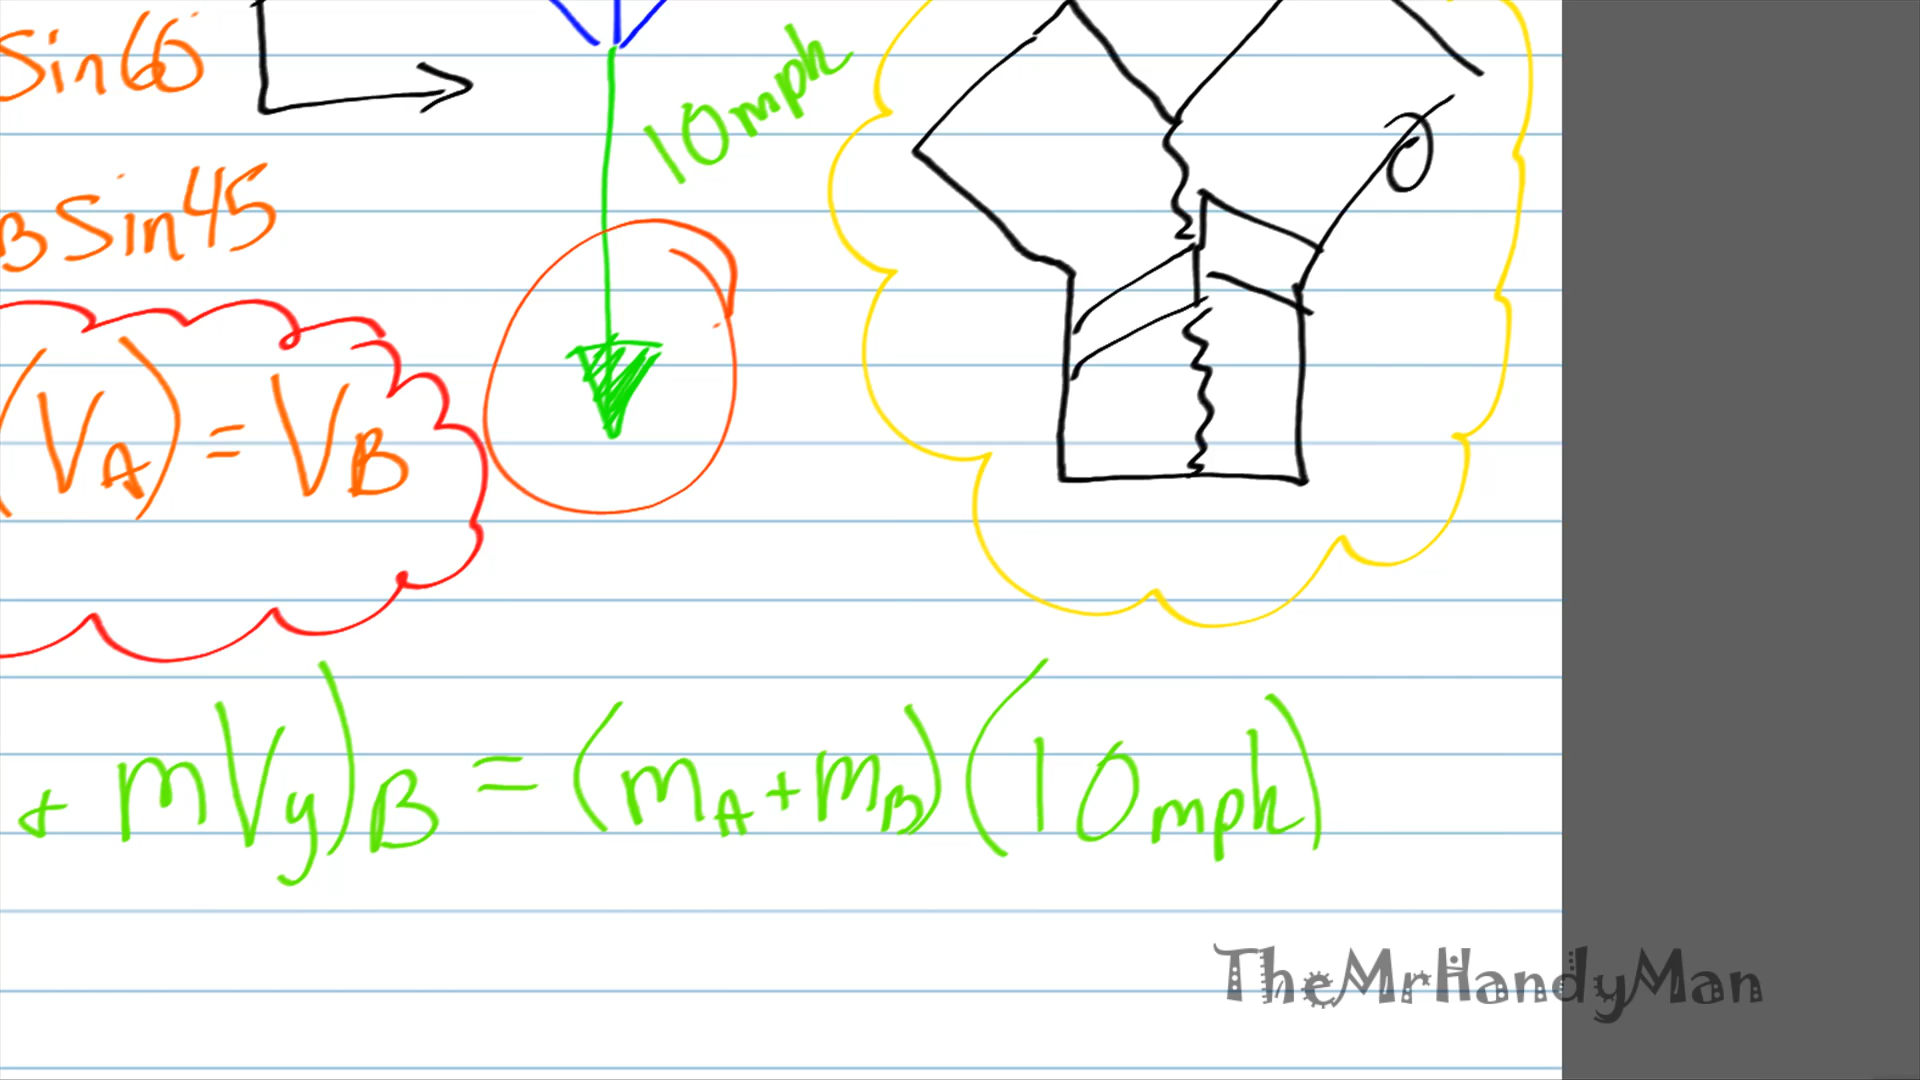 Sin60
10mph
B Sin45
(VA) = VB
+ mVy)B = (mA + mB)(10mph)
TheMrHandyMan